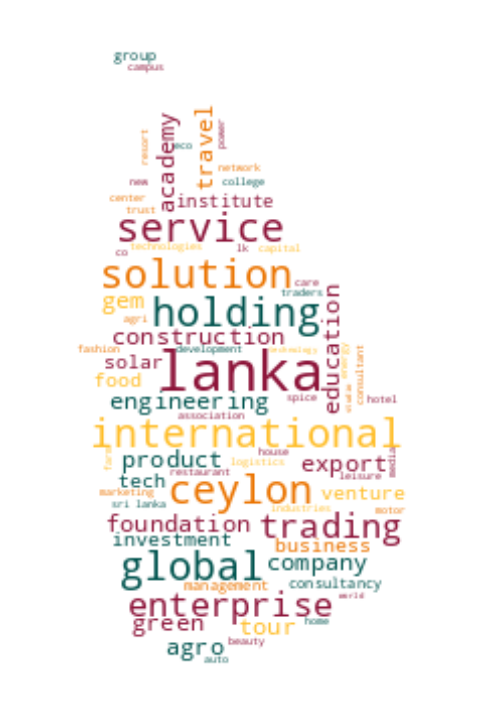 group
campus
academy
travel
power
resort
eco
network
new
college
center
institute
trust
service
technologies
lk
capital
co
solution
care
traders
gem
holding
education
agri
construction
fashion
development
technology
energy
consultant
solar
lanka
food
engineering
spice
hotel
association
international
house
farm
product
logistics
export
media
restaurant
leisure
tech
ceylon
marketing
venture
sri lanka
industries
motor
foundation
trading
investment
business
global
company
management
consultancy
enterprise
world
green
tour
home
agro
beauty
auto